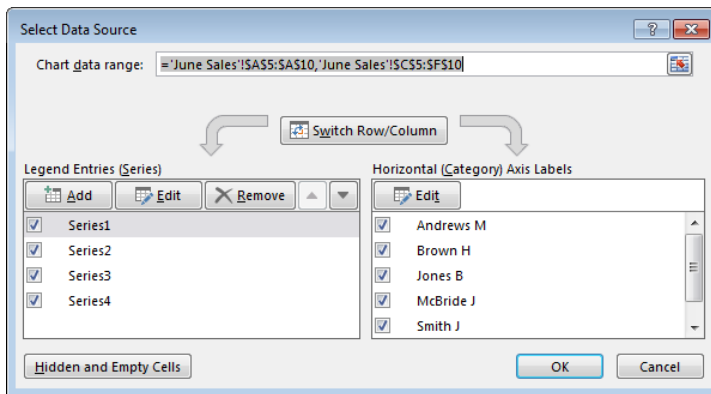 Select Data Source
Chart data range: ='June Sales'!$A$5:$A$10,'June Sales'!$C$5:$F$10
Switch Row/Column
Legend Entries (Series)
Add Edit Remove
Series1
Series2
Series3
Series4
Horizontal (Category) Axis Labels
Edit
Andrews M
Brown H
Jones B
McBride J
Smith J
Hidden and Empty Cells
OK Cancel